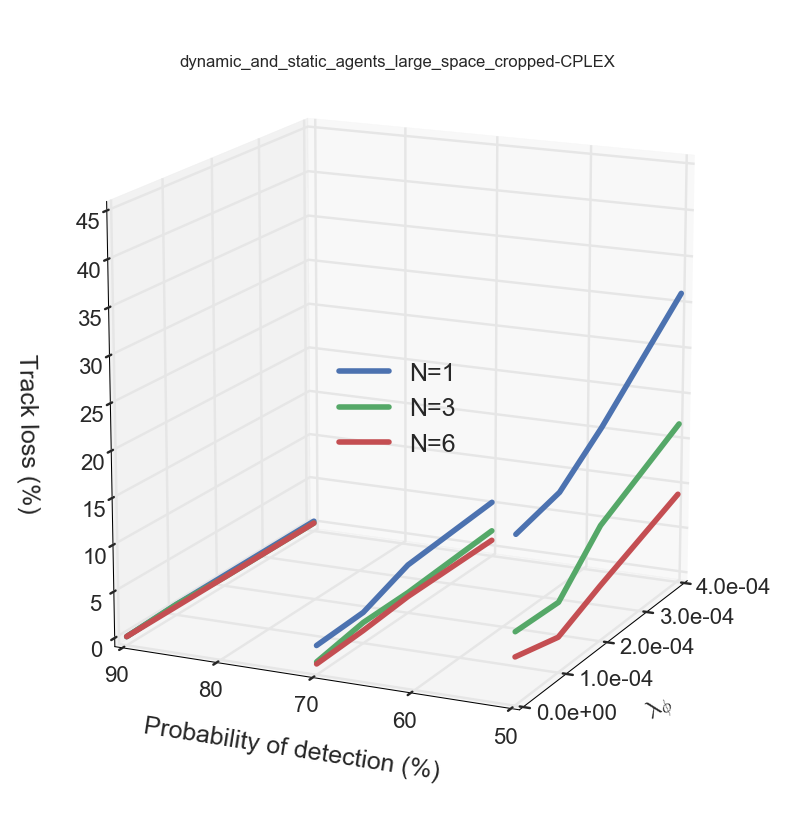 dynamic_and_static_agents_large_space_cropped-CPLEX
45
40
35
30
25
20
15
10
5
0
Track loss (%)
N=1
N=3
N=6
90
80
70
60
50
Probability of detection (%)
4.0e-04
3.0e-04
2.0e-04
1.0e-04
0.0e+00
λϕ